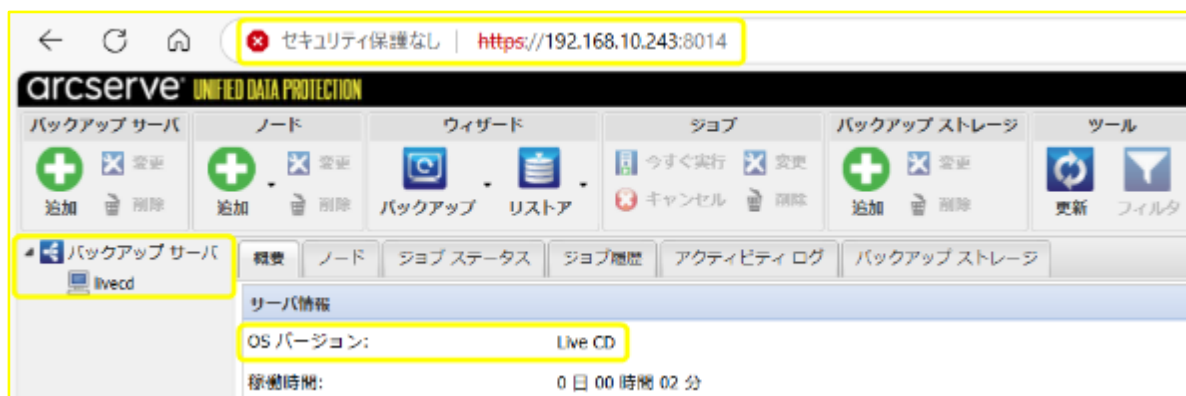 セキュリティ保護なし | https://192.168.10.243:8014
arcserve® UNIFIED DATA PROTECTION
バックアップ サーバ ノード ウィザード ジョブ バックアップ ストレージ ツール
追加 変更 削除 追加 変更 削除 バックアップ リストア 今すぐ実行 変更 キャンセル 削除 追加 変更 削除 更新 フィルタ
バックアップ サーバ
livecd
概要 ノード ジョブ ステータス ジョブ履歴 アクティビティ ログ バックアップ ストレージ
サーバ情報
OS バージョン: Live CD
稼働時間: 0 日 00 時間 02 分